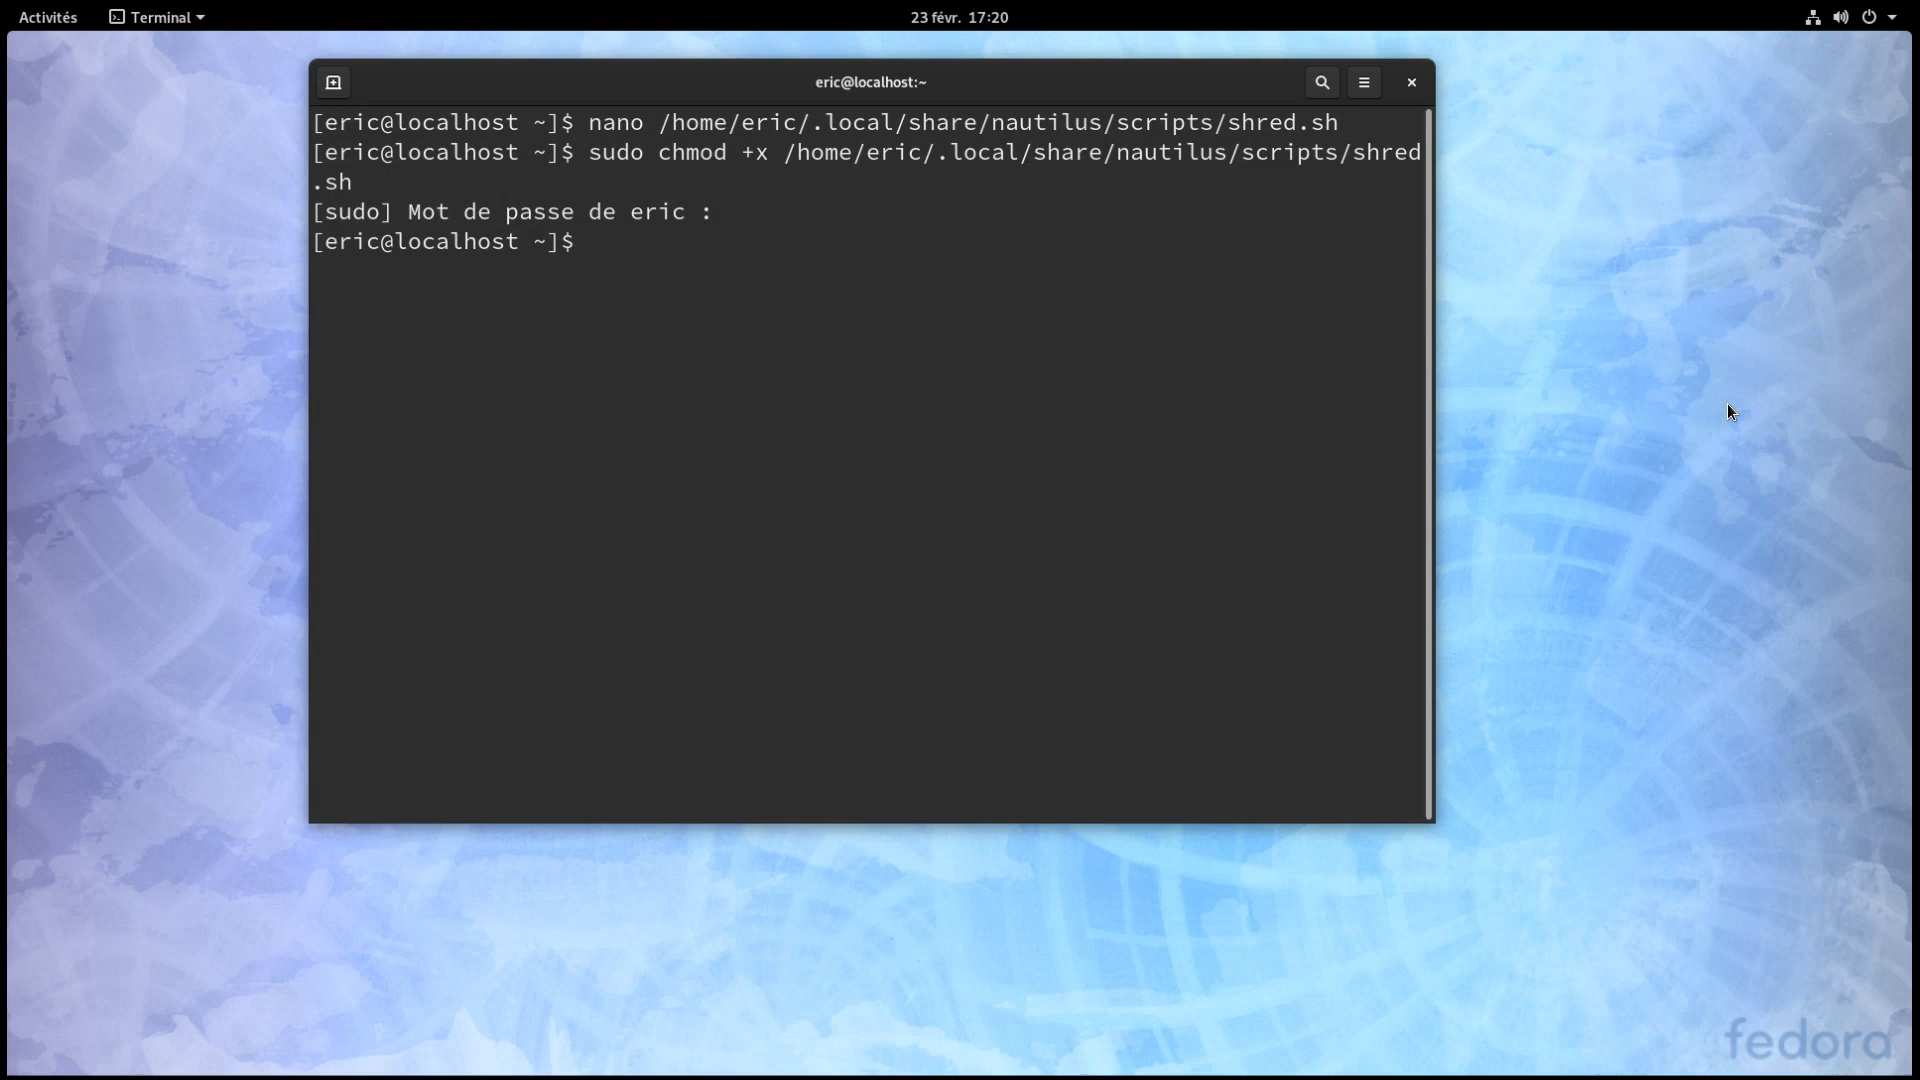 Activités Terminal 23 févr. 17:20
eric@localhost:~
[eric@localhost ~]$ nano /home/eric/.local/share/nautilus/scripts/shred.sh
[eric@localhost ~]$ sudo chmod +x /home/eric/.local/share/nautilus/scripts/shred
.sh
[sudo] Mot de passe de eric :
[eric@localhost ~]$
fedora